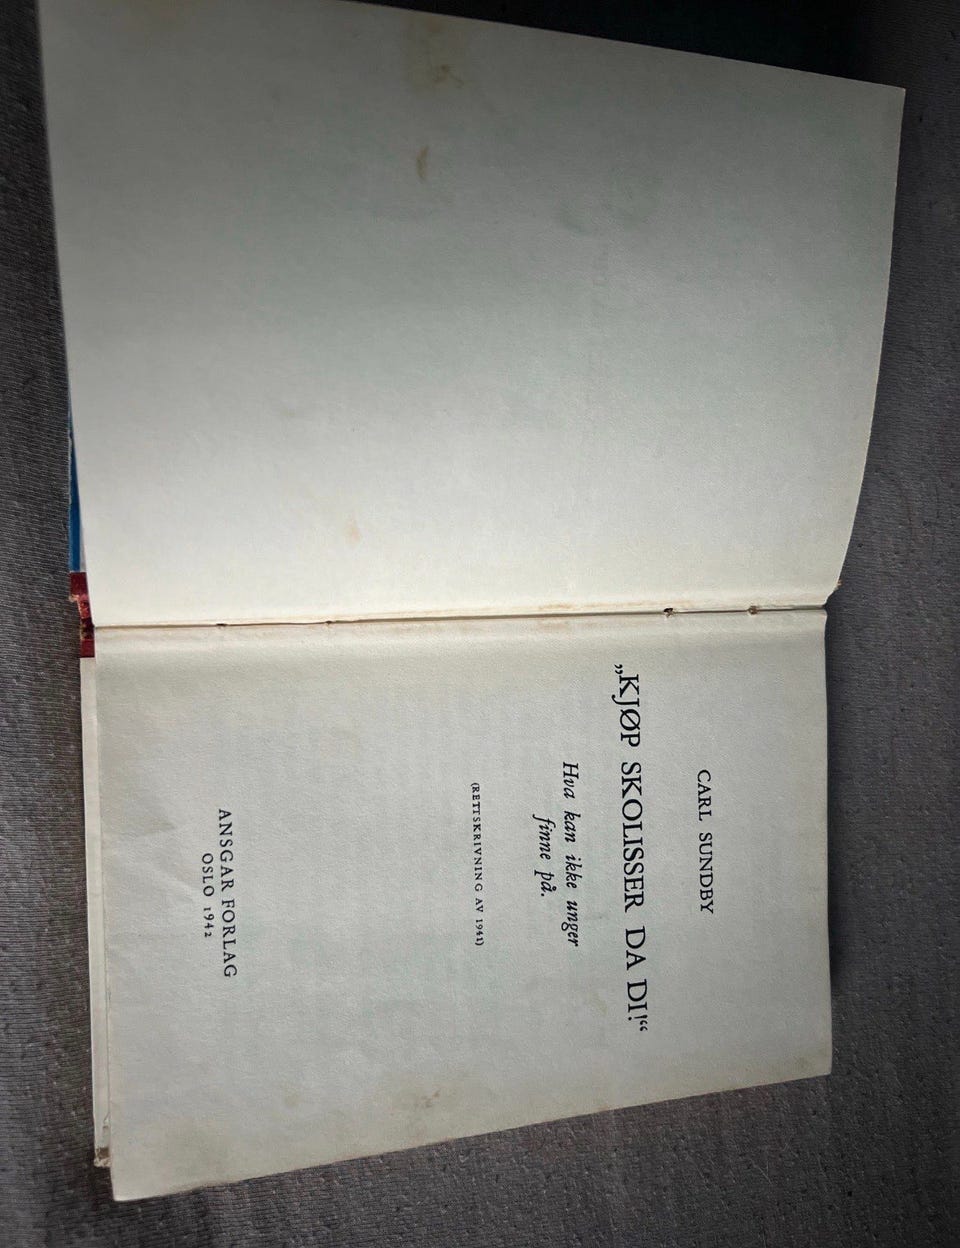 CARL SUNDBY
„KJØP SKOLISSER DA DI!“
Hva kan ikke unger
finne på.
(RETTSKRIVNING AV 1941)
ANSGAR FORLAG
OSLO 1942